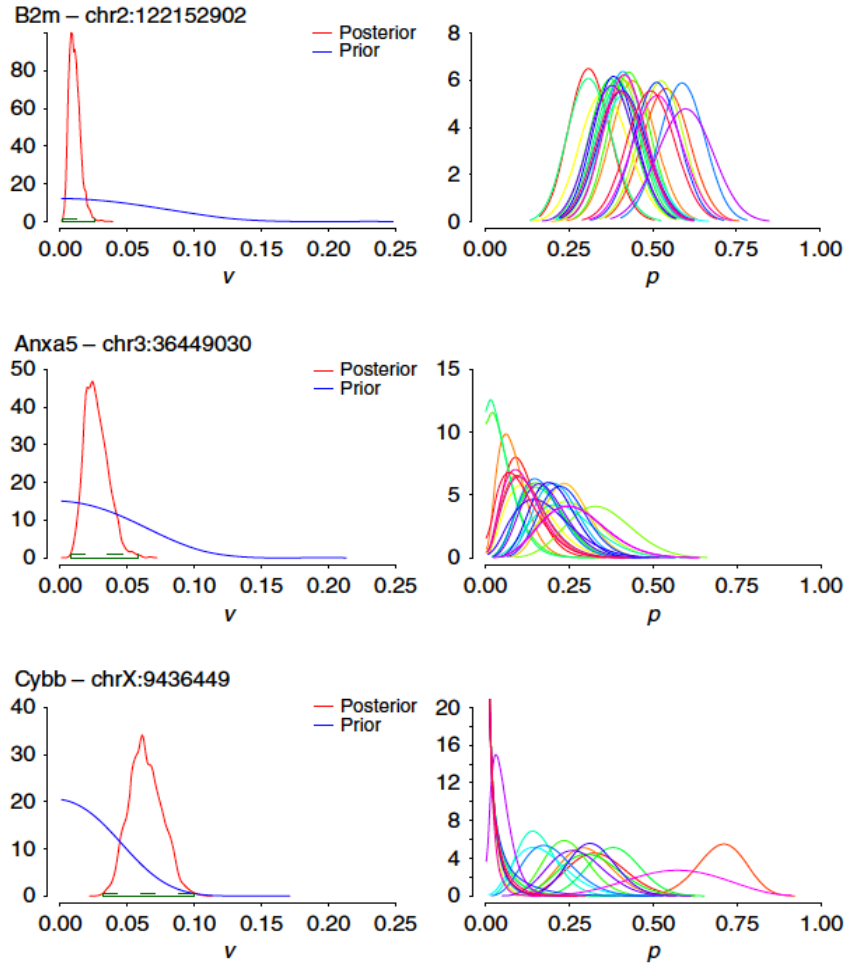 B2m – chr2:122152902
Posterior
Prior
80
60
40
20
0
0.00 0.05 0.10 0.15 0.20 0.25
v
8
6
4
2
0
0.00 0.25 0.50 0.75 1.00
p
Anxa5 – chr3:36449030
Posterior
Prior
50
40
30
20
10
0
0.00 0.05 0.10 0.15 0.20 0.25
v
15
10
5
0
0.00 0.25 0.50 0.75 1.00
p
Cybb – chrX:9436449
Posterior
Prior
40
30
20
10
0
0.00 0.05 0.10 0.15 0.20 0.25
v
20
16
12
8
4
0
0.00 0.25 0.50 0.75 1.00
p